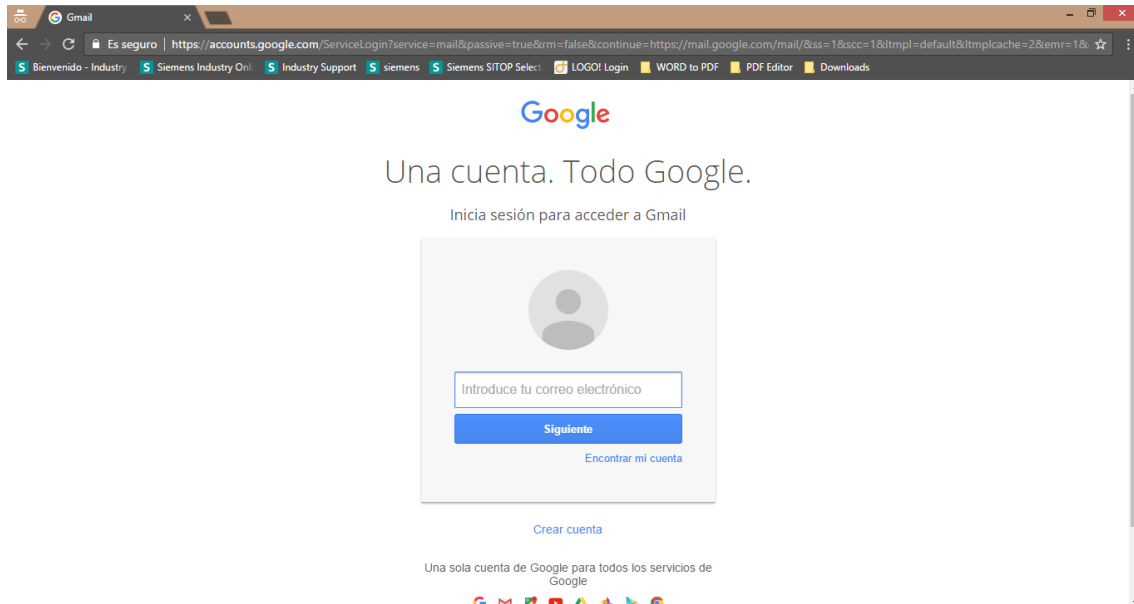 Gmail
Es seguro | https://accounts.google.com/ServiceLogin?service=mail&passive=true&rm=false&continue=https://mail.google.com/mail/&ss=1&scc=1&ltmpl=default&ltmplcache=2&emr=1&
Bienvenido - Industry Siemens Industry Onli Industry Support siemens Siemens SITOP Select LOGO! Login WORD to PDF PDF Editor Downloads
Google
Una cuenta. Todo Google.
Inicia sesión para acceder a Gmail
Introduce tu correo electrónico
Siguiente
Encontrar mi cuenta
Crear cuenta
Una sola cuenta de Google para todos los servicios de
Google